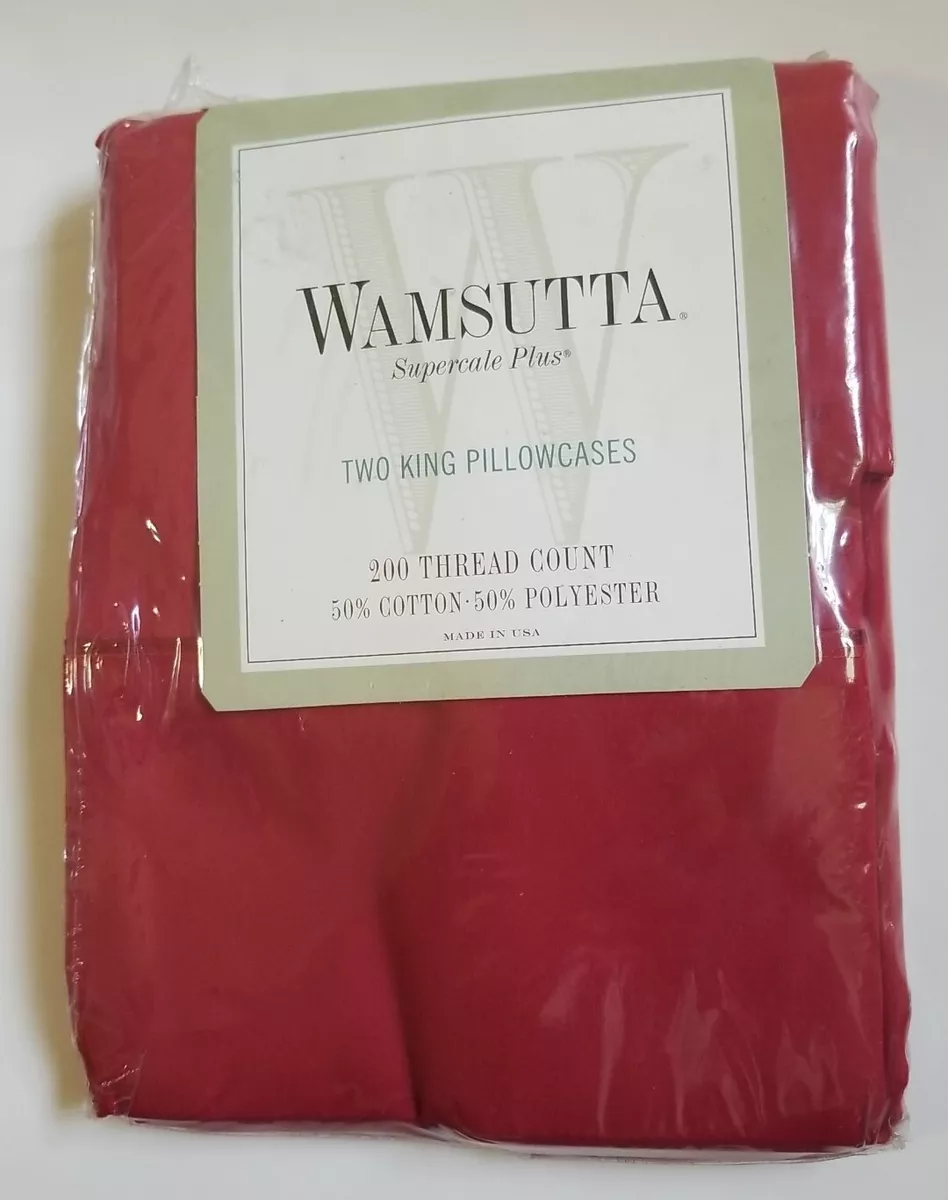 WAMSUTTA®
Supercale Plus®
TWO KING PILLOWCASES
200 THREAD COUNT
50% COTTON·50% POLYESTER
MADE IN USA